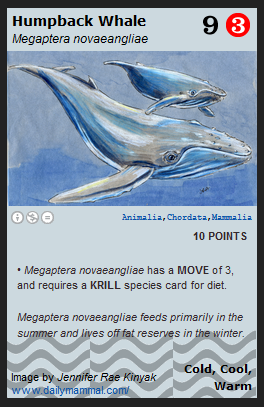 Humpback Whale
9 3
Megaptera novaeangliae
Animalia,Chordata,Mammalia
10 POINTS
• Megaptera novaeangliae has a MOVE of 3,
and requires a KRILL species card for diet.
Megaptera novaeangliae feeds primarily in the
summer and lives off fat reserves in the winter.
Cold, Cool,
Warm
Image by Jennifer Rae Kinyak
www.dailymammal.com/